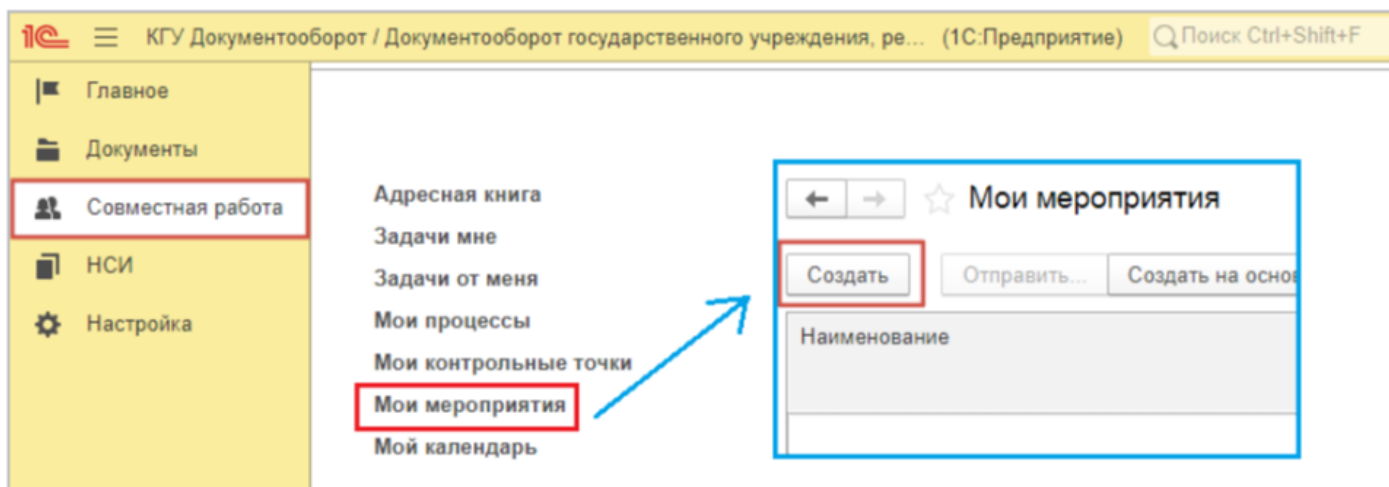 1С КГУ Документооборот / Документооборот государственного учреждения, ре... (1С:Предприятие) Поиск Ctrl+Shift+F
Главное
Документы
Совместная работа
НСИ
Настройка
Адресная книга
Задачи мне
Задачи от меня
Мои процессы
Мои контрольные точки
Мои мероприятия
Мой календарь
Мои мероприятия
Создать Отправить... Создать на основ
Наименование